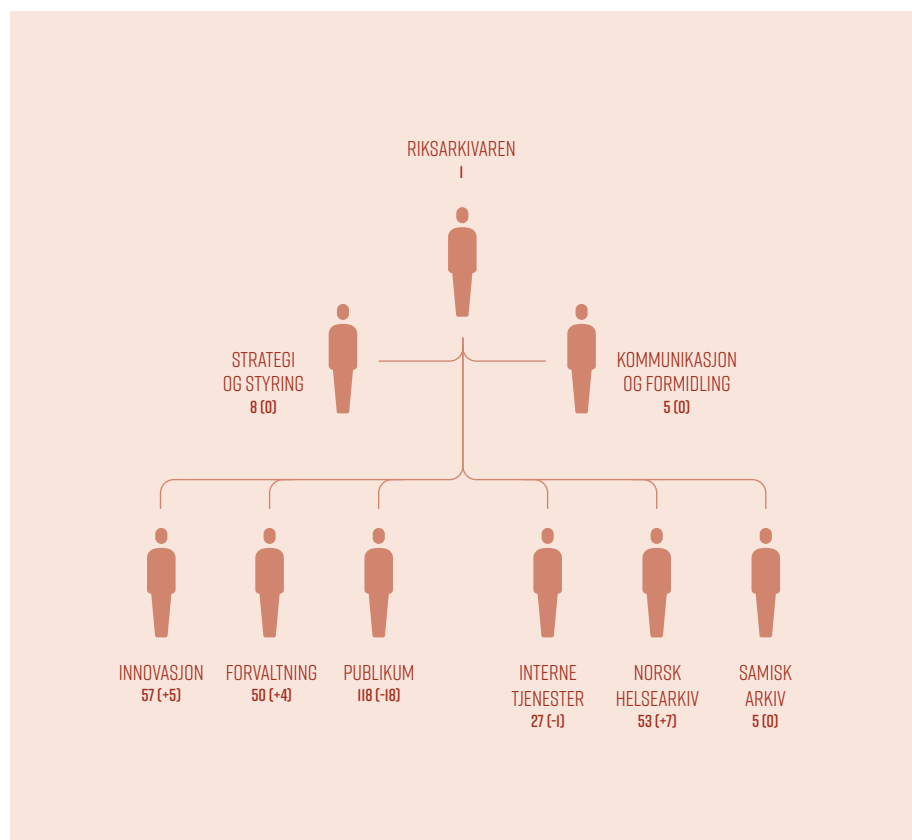 RIKSARKIVAREN
1
STRATEGI
OG STYRING
8 (0)
KOMMUNIKASJON
OG FORMIDLING
5 (0)
INNOVASJON
57 (+5)
FORVALTNING
50 (+4)
PUBLIKUM
118 (-18)
INTERNE
TJENESTER
27 (-1)
NORSK
HELSEARKIV
53 (+7)
SAMISK
ARKIV
5 (0)